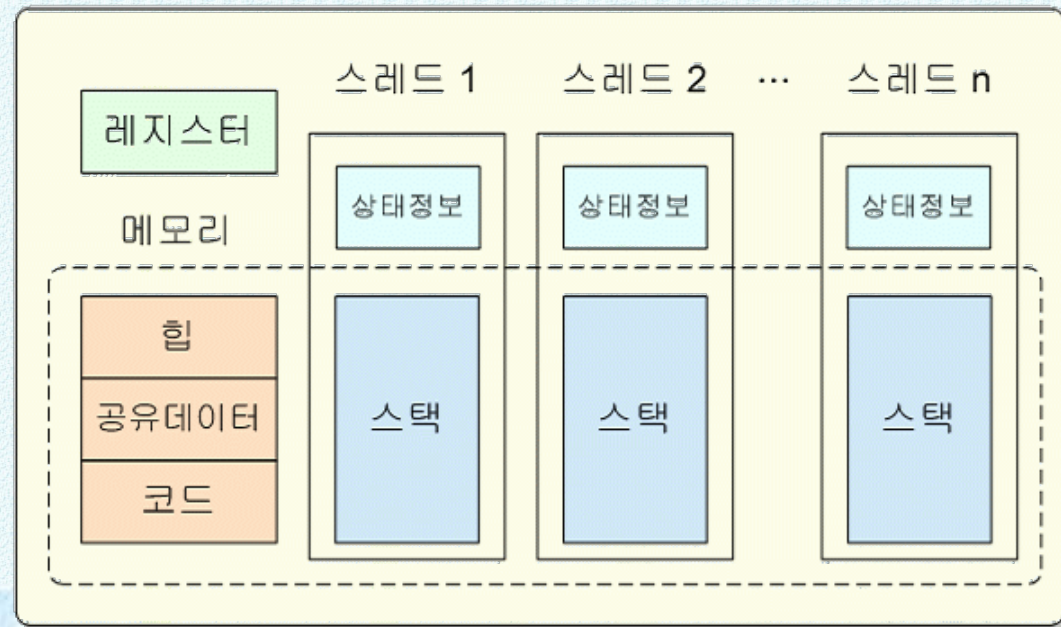 스레드 1
스레드 2
...
스레드 n
레지스터
상태정보
상태정보
상태정보
메모리
힙
공유데이터
코드
스택
스택
스택